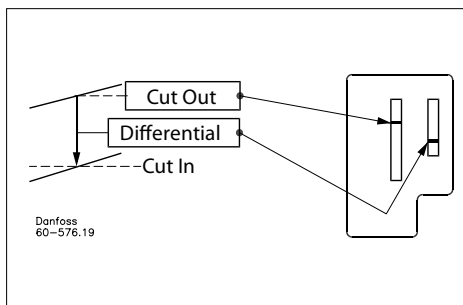 Cut Out
Differential
Cut In
Danfoss
60-576.19